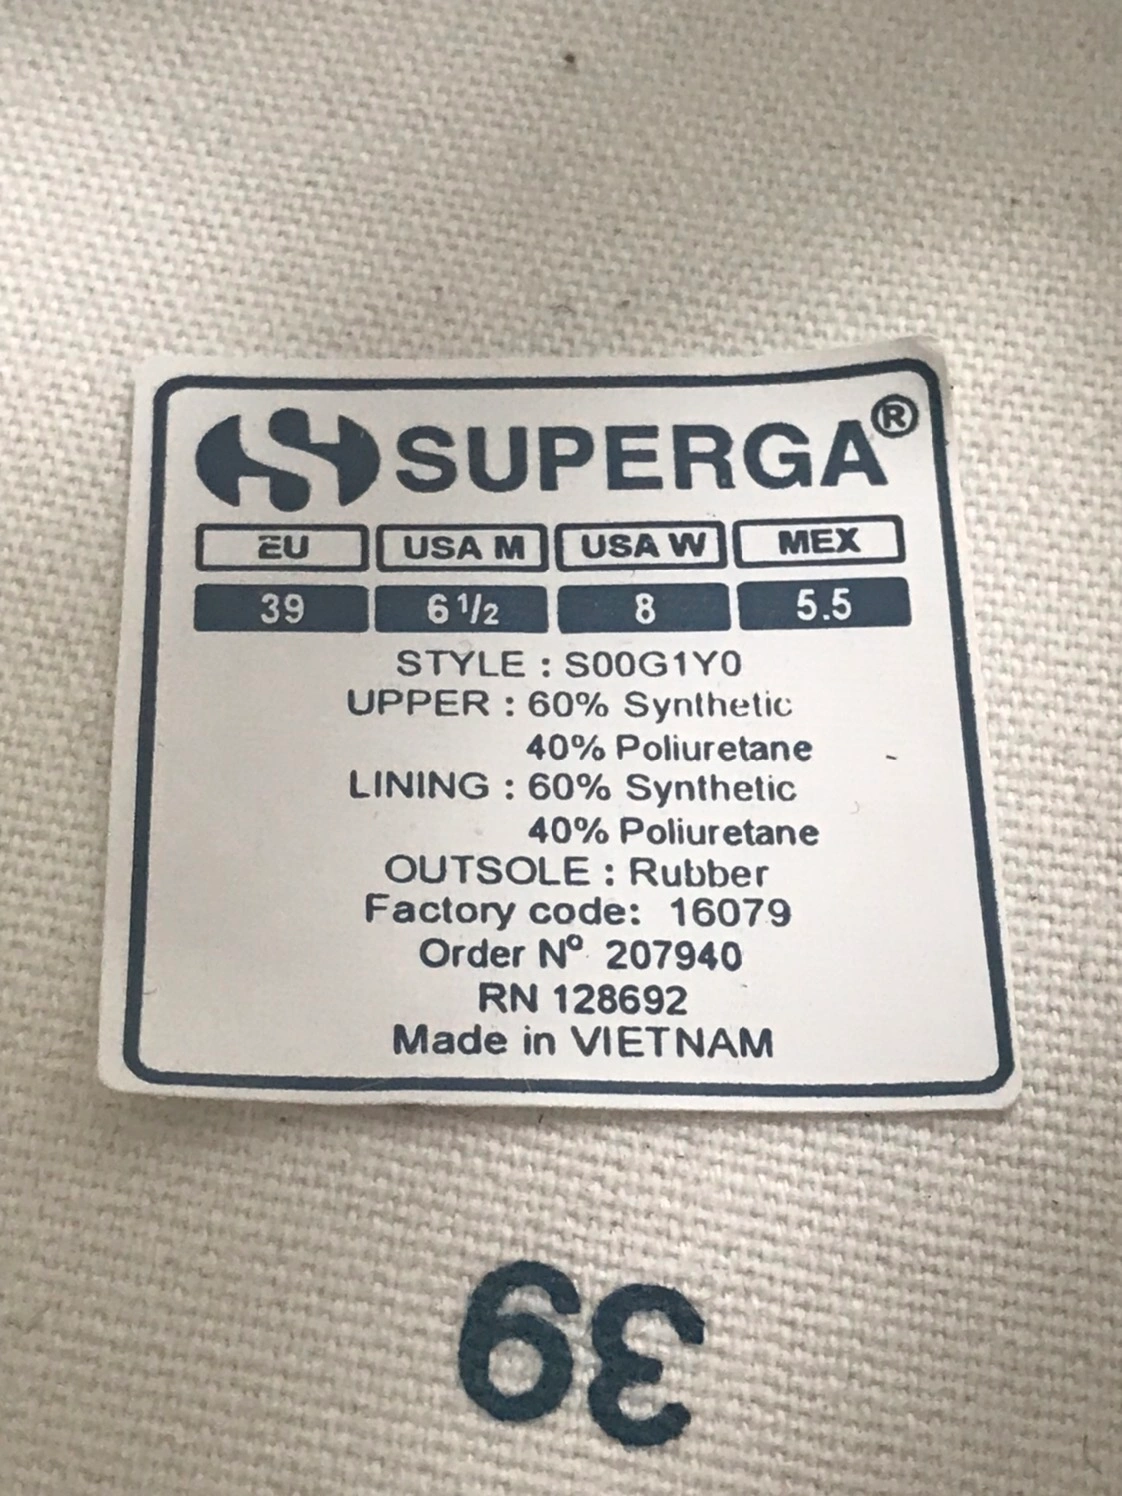 SUPERGA®
EU USA M USA W MEX
39 6 1/2 8 5.5
STYLE : S00G1Y0
UPPER : 60% Synthetic
40% Poliuretane
LINING : 60% Synthetic
40% Poliuretane
OUTSOLE : Rubber
Factory code: 16079
Order Nº 207940
RN 128692
Made in VIETNAM
39